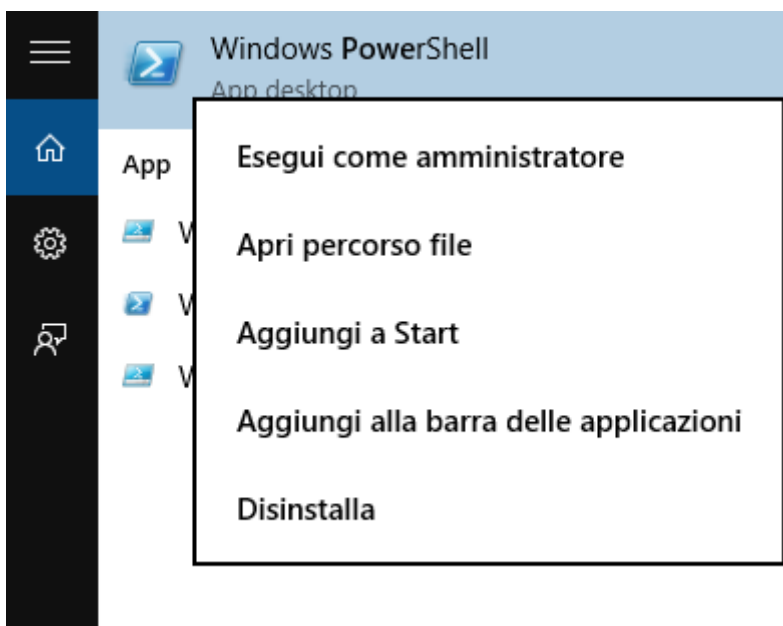 Windows PowerShell
App desktop
Esegui come amministratore
App
Apri percorso file
Aggiungi a Start
Aggiungi alla barra delle applicazioni
Disinstalla